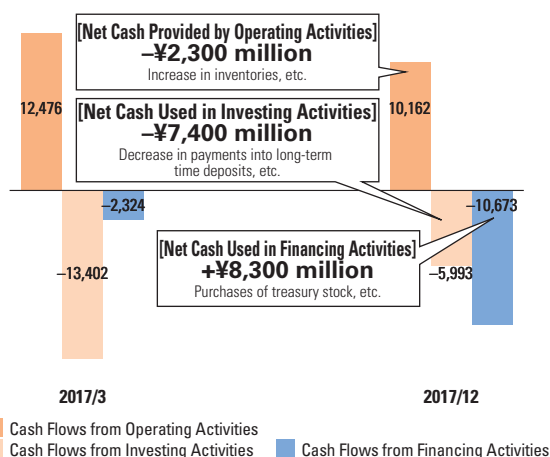 [Net Cash Provided by Operating Activities]
–¥2,300 million
Increase in inventories, etc.
12,476
10,162
[Net Cash Used in Investing Activities]
–¥7,400 million
Decrease in payments into long-term
time deposits, etc.
–2,324
–10,673
[Net Cash Used in Financing Activities]
+¥8,300 million
Purchases of treasury stock, etc.
–13,402
–5,993
2017/3
2017/12
Cash Flows from Operating Activities
Cash Flows from Investing Activities
Cash Flows from Financing Activities